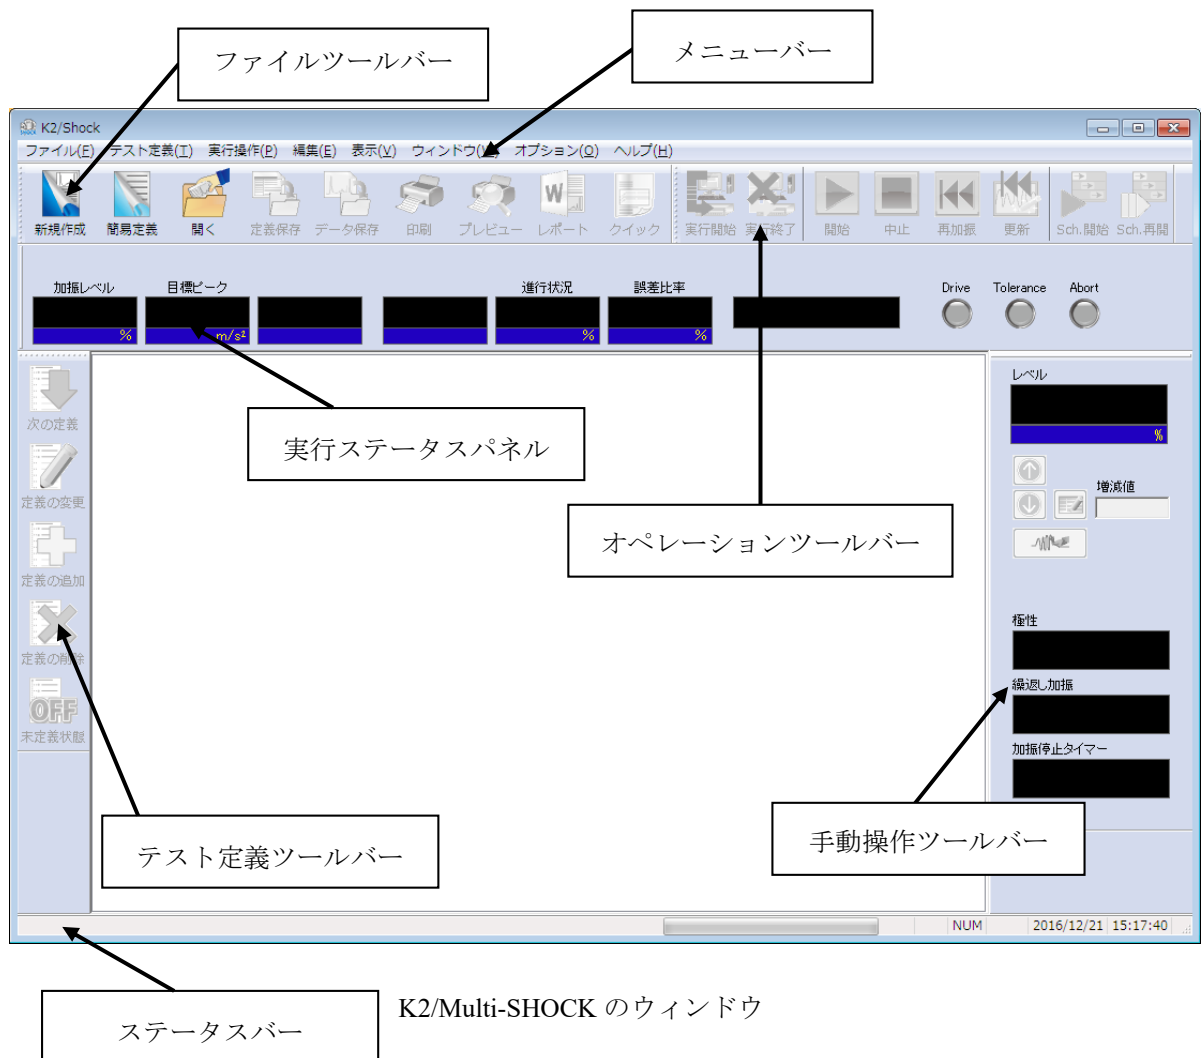 ファイルツールバー
メニューバー
K2/Shock
ファイル(F) テスト定義(T) 実行操作(P) 編集(E) 表示(V) ウィンドウ(W) オプション(O) ヘルプ(H)
新規作成 簡易定義 開く 定義保存 データ保存 印刷 プレビュー レポート クイック 実行開始 実行終了 開始 中止 再加振 更新 Sch.開始 Sch.再開
加振レベル 目標ピーク 進行状況 誤差比率 Drive Tolerance Abort
% m/s² % %
次の定義
定義の変更
定義の追加
定義の削除
OFF
未定義状態
実行ステータスパネル
オペレーションツールバー
レベル
%
増減値
極性
繰返し加振
加振停止タイマー
テスト定義ツールバー
手動操作ツールバー
NUM 2016/12/21 15:17:40
ステータスバー
K2/Multi-SHOCK のウィンドウ